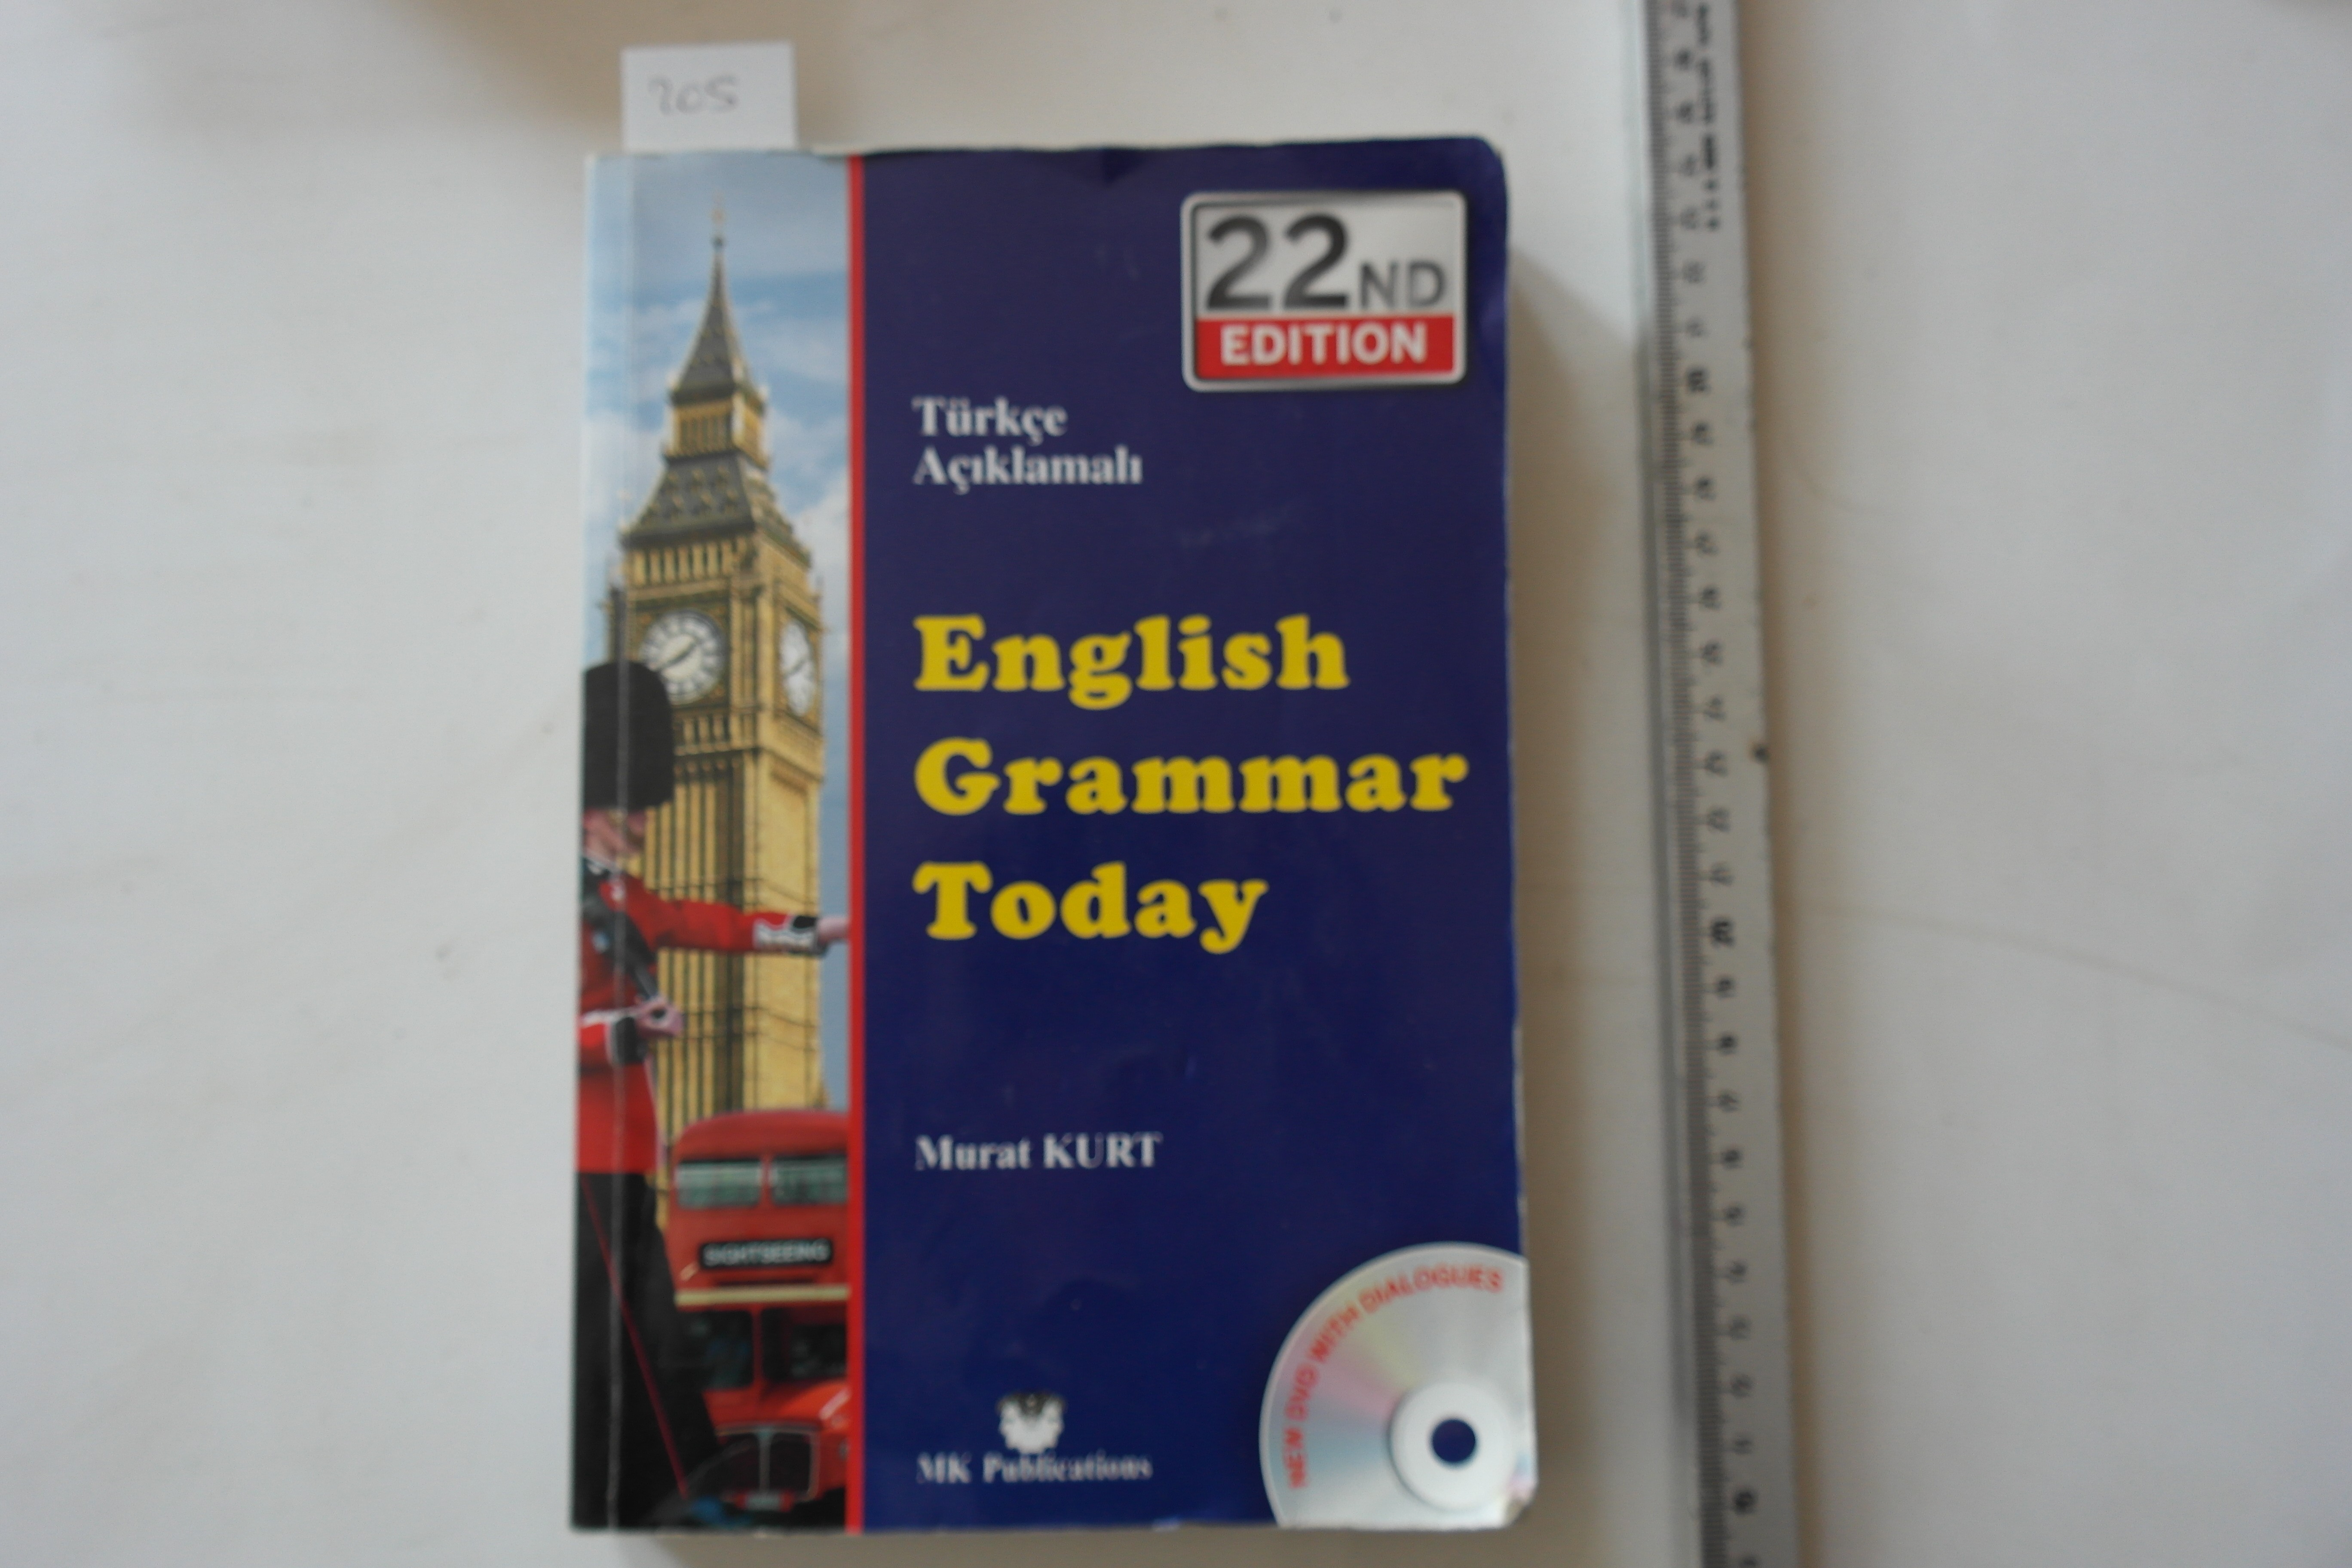 205
22ND
EDITION
Türkçe
Açıklamalı
English
Grammar
Today
Murat KURT
SIGHTSEEING
NEW DVD WITH DIALOGUES
MK Publications